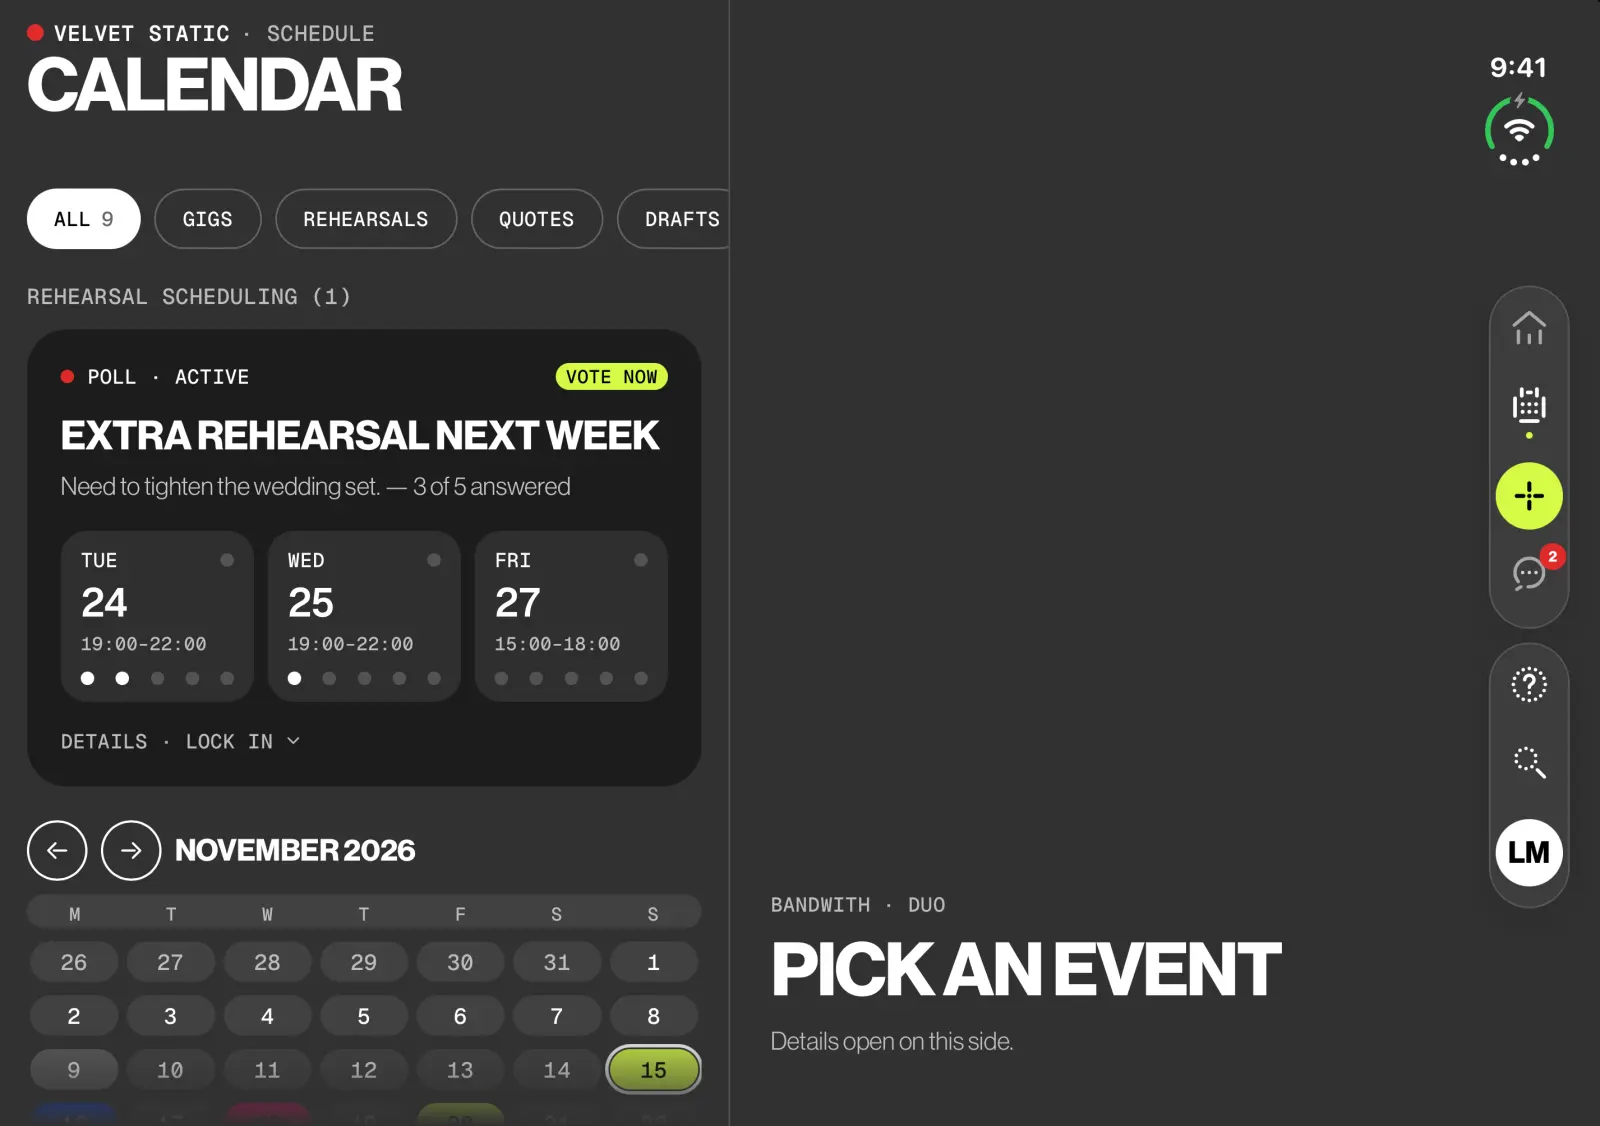 VELVET STATIC · SCHEDULE
CALENDAR
ALL 9
GIGS
REHEARSALS
QUOTES
DRAFTS
REHEARSAL SCHEDULING (1)
POLL · ACTIVE
VOTE NOW
EXTRA REHEARSAL NEXT WEEK
Need to tighten the wedding set. — 3 of 5 answered
TUE
24
19:00–22:00
WED
25
19:00–22:00
FRI
27
15:00–18:00
DETAILS · LOCK IN
NOVEMBER 2026
M T W T F S S
26 27 28 29 30 31 1
2 3 4 5 6 7 8
9 10 11 12 13 14 15
9:41
2
?
LM
BANDWITH · DUO
PICK AN EVENT
Details open on this side.